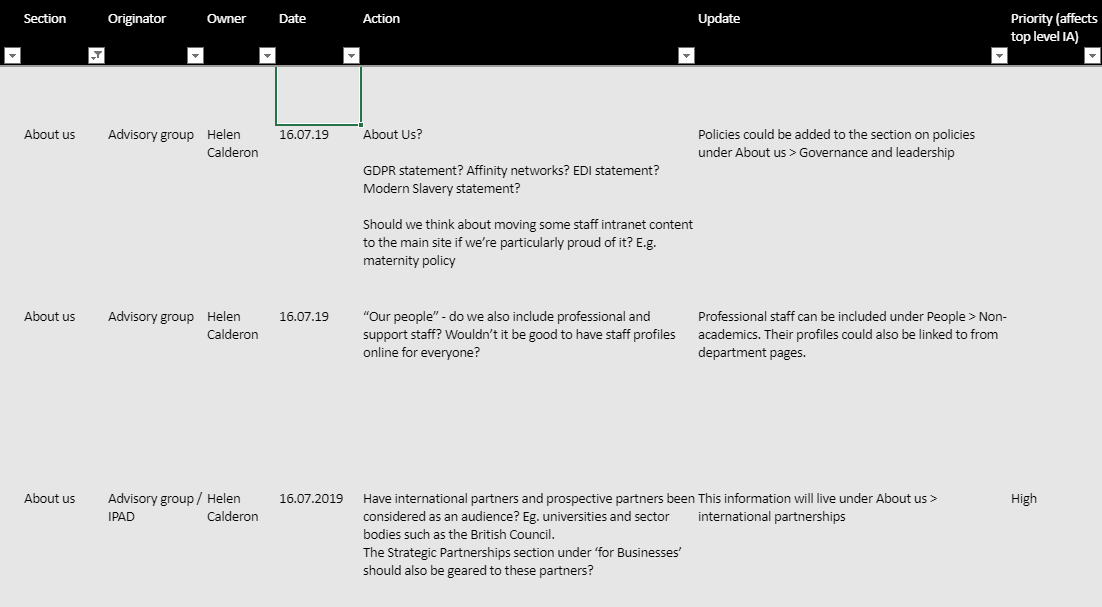 Section Originator Owner Date Action Update Priority (affects
top level IA)
About us Advisory group Helen 16.07.19 About Us? Policies could be added to the section on policies
Calderon under About us > Governance and leadership
GDPR statement? Affinity networks? EDI statement?
Modern Slavery statement?
Should we think about moving some staff intranet content
to the main site if we’re particularly proud of it? E.g.
maternity policy
About us Advisory group Helen 16.07.19 “Our people” - do we also include professional and Professional staff can be included under People > Non-
Calderon support staff? Wouldn’t it be good to have staff profiles academics. Their profiles could also be linked to from
online for everyone? department pages.
About us Advisory group / Helen 16.07.2019 Have international partners and prospective partners been This information will live under About us > High
IPAD Calderon considered as an audience? Eg. universities and sector international partnerships
bodies such as the British Council.
The Strategic Partnerships section under ‘for Businesses’
should also be geared to these partners?